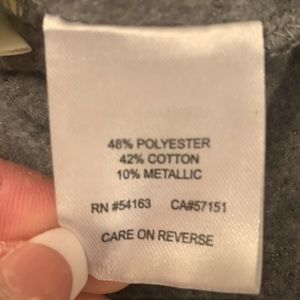 48% POLYESTER
42% COTTON
10% METALLIC
RN #54163 CA#57151
CARE ON REVERSE